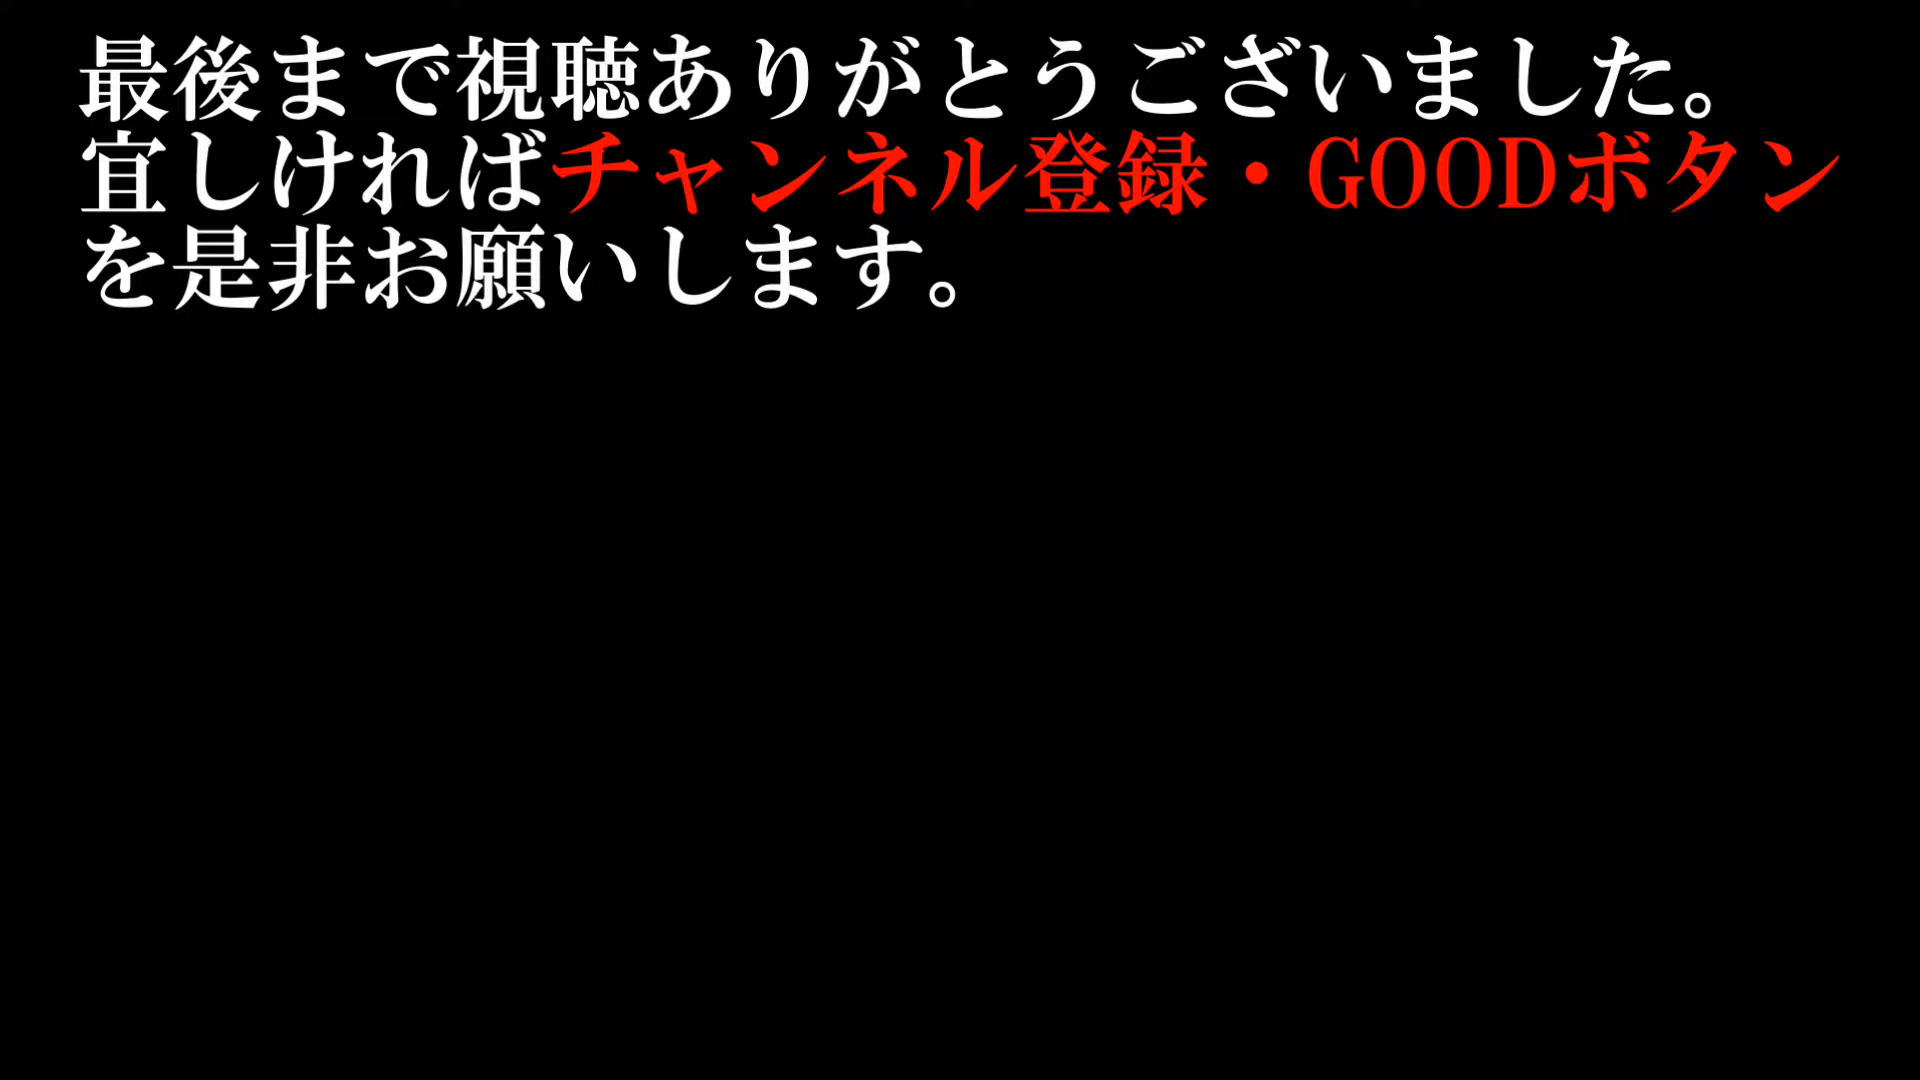 最後まで視聴ありがとうございました。
宜しければチャンネル登録・GOODボタン
を是非お願いします。